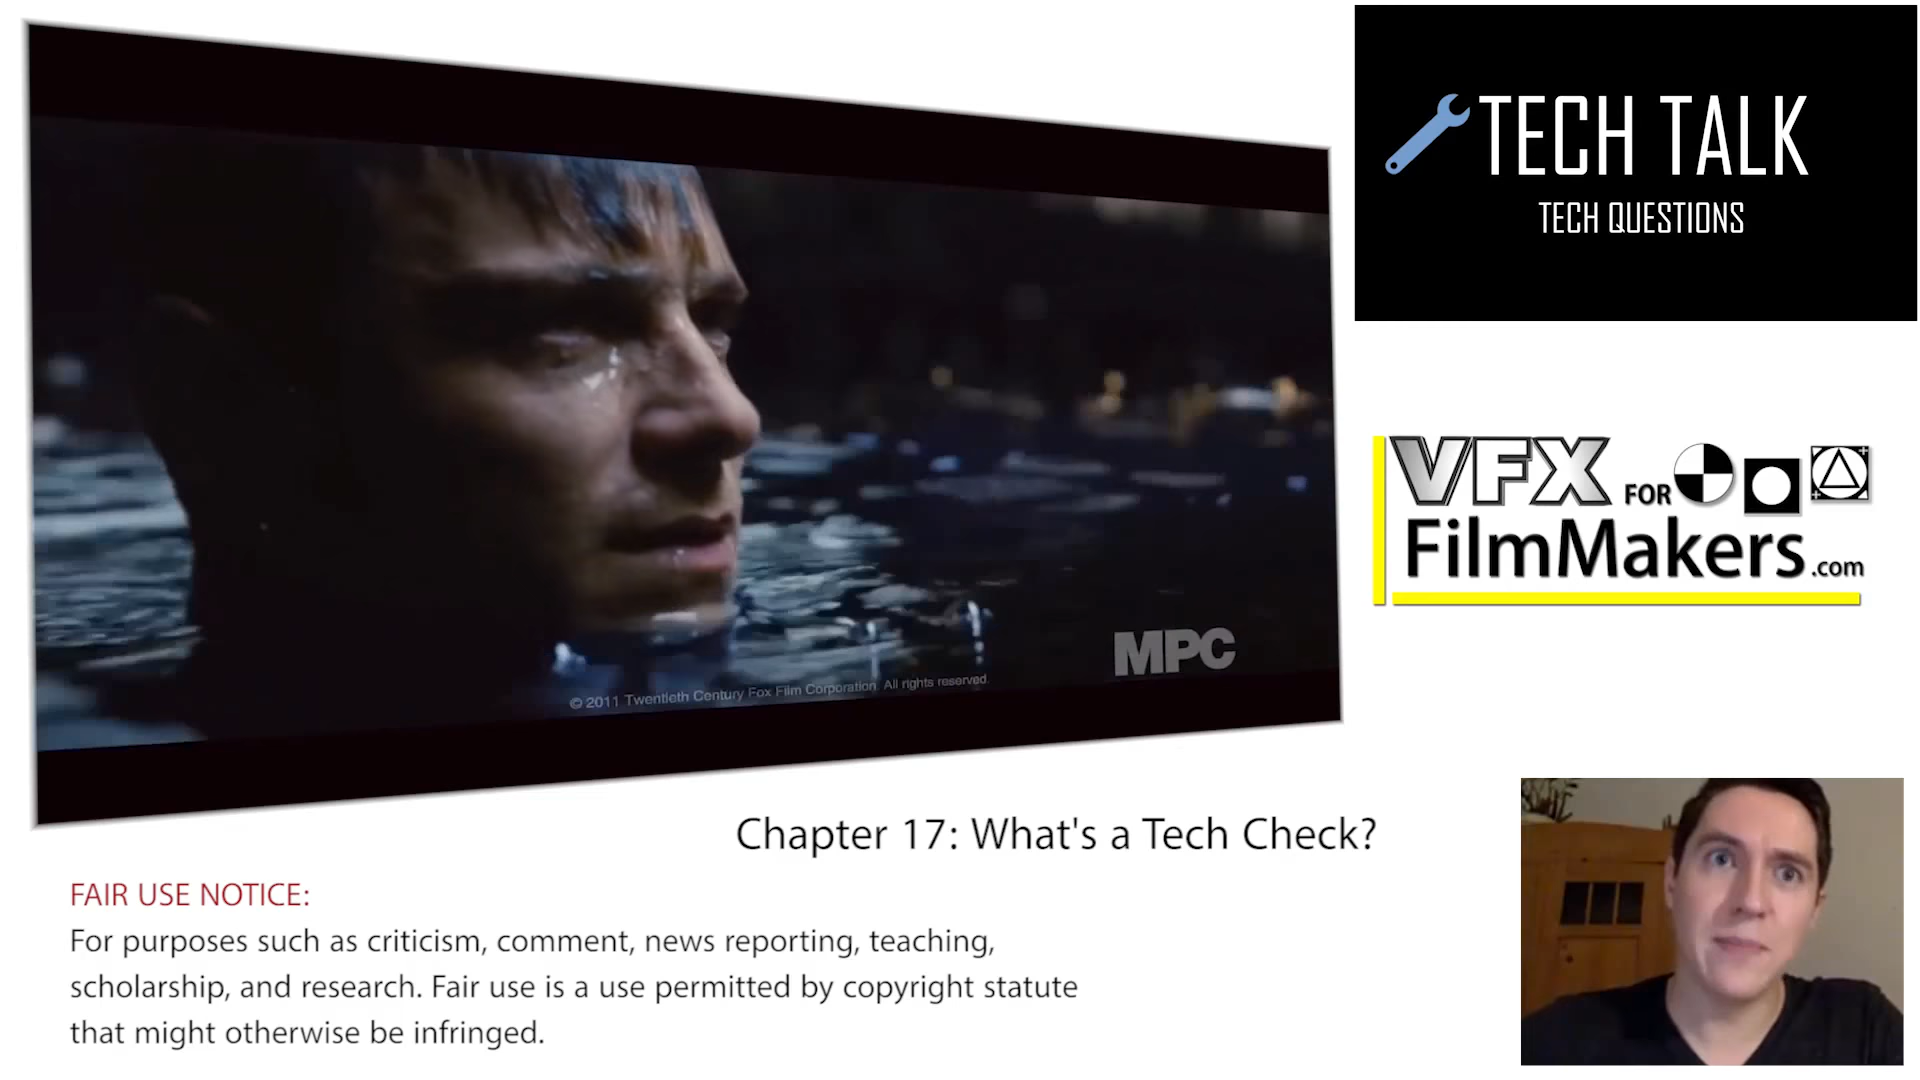 TECH TALK
TECH QUESTIONS
VFX FOR
FilmMakers.com
MPC
© 2011 Twentieth Century Fox Film Corporation. All rights reserved.
Chapter 17: What's a Tech Check?
FAIR USE NOTICE:
For purposes such as criticism, comment, news reporting, teaching,
scholarship, and research. Fair use is a use permitted by copyright statute
that might otherwise be infringed.